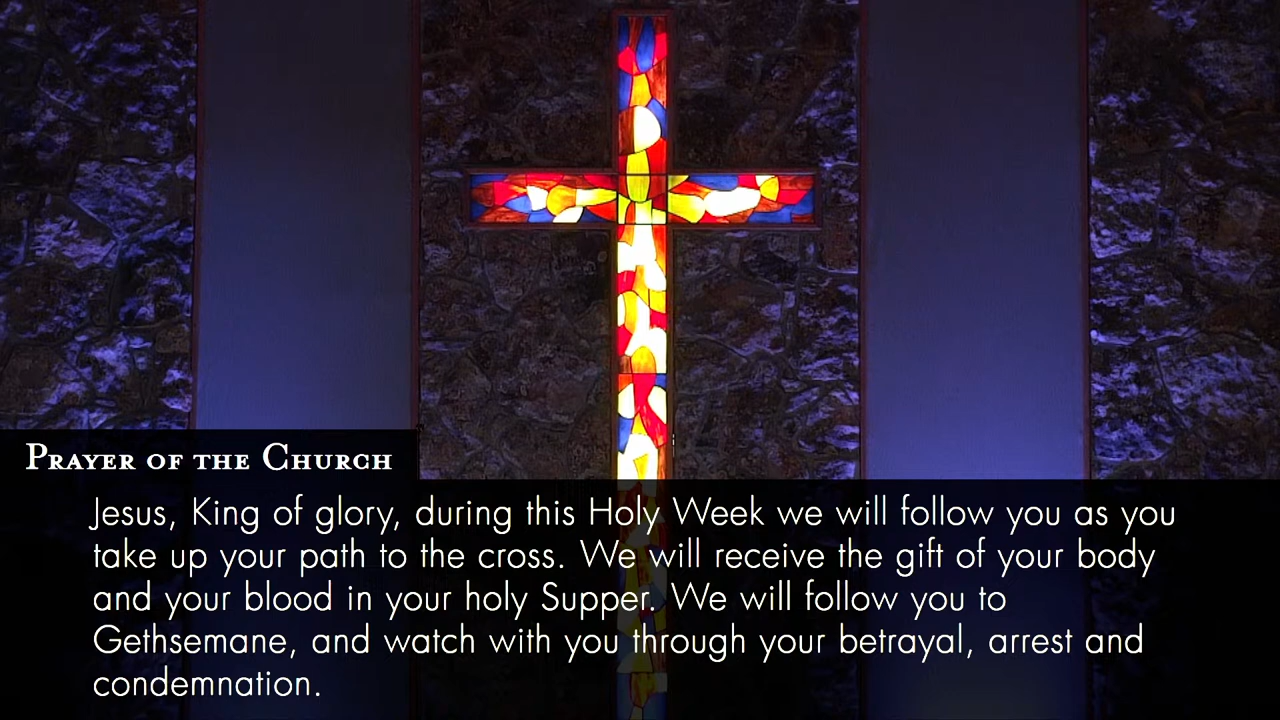 Prayer of the Church
Jesus, King of glory, during this Holy Week we will follow you as you
take up your path to the cross. We will receive the gift of your body
and your blood in your holy Supper. We will follow you to
Gethsemane, and watch with you through your betrayal, arrest and
condemnation.